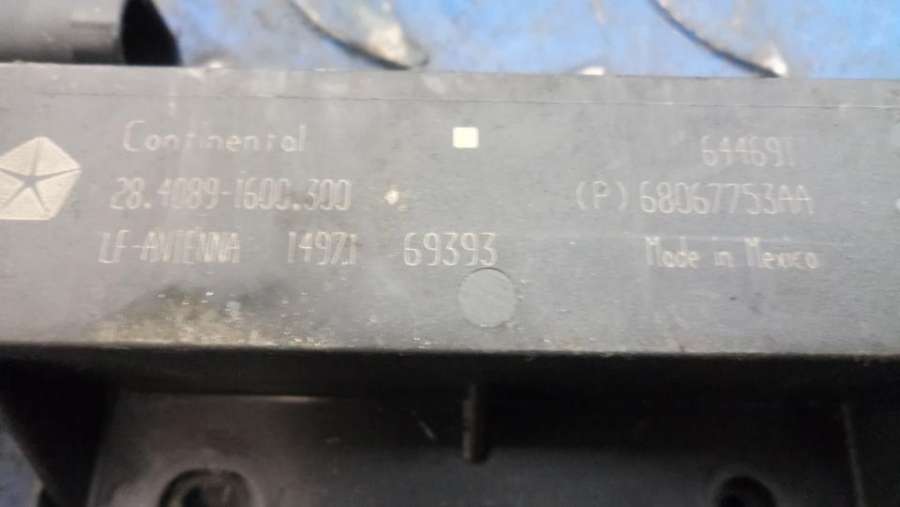 Continental
644691
28.4089-1600.300
(P) 68067753AA
LF-ANTENNA 14971 69393
Made in Mexico